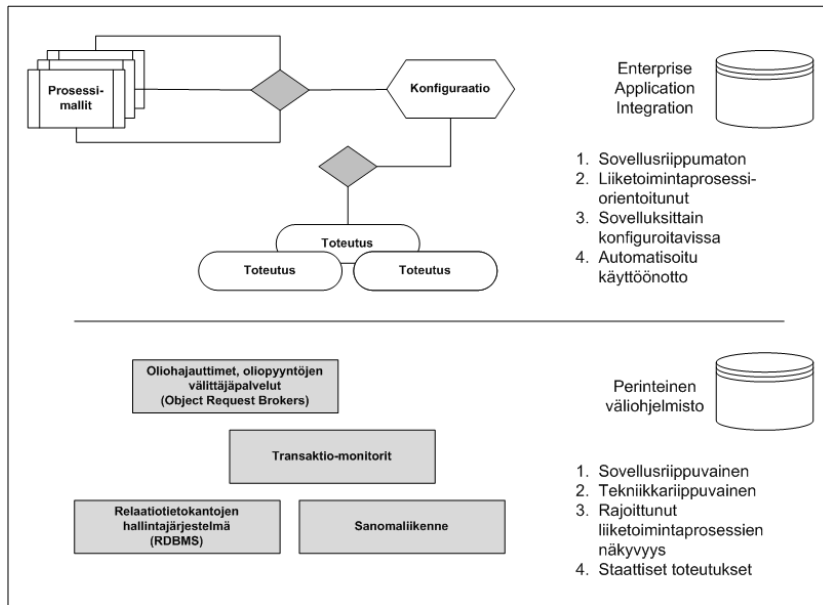 Prosessi-
mallit
Konfiguraatio
Toteutus
Toteutus
Toteutus
Enterprise
Application
Integration
1. Sovellusriippumaton
2. Liiketoimintaprosessi-
orientoitunut
3. Sovelluksittain
konfiguroitavissa
4. Automatisoitu
käyttöönotto
Oliohajauttimet, oliopyyntöjen
välittäjäpalvelut
(Object Request Brokers)
Transaktio-monitorit
Relaatiotietokantojen
hallintajärjestelmä
(RDBMS)
Sanomaliikenne
Perinteinen
väliohjelmisto
1. Sovellusriippuvainen
2. Tekniikkariippuvainen
3. Rajoittunut
liiketoimintaprosessien
näkyvyys
4. Staattiset toteutukset